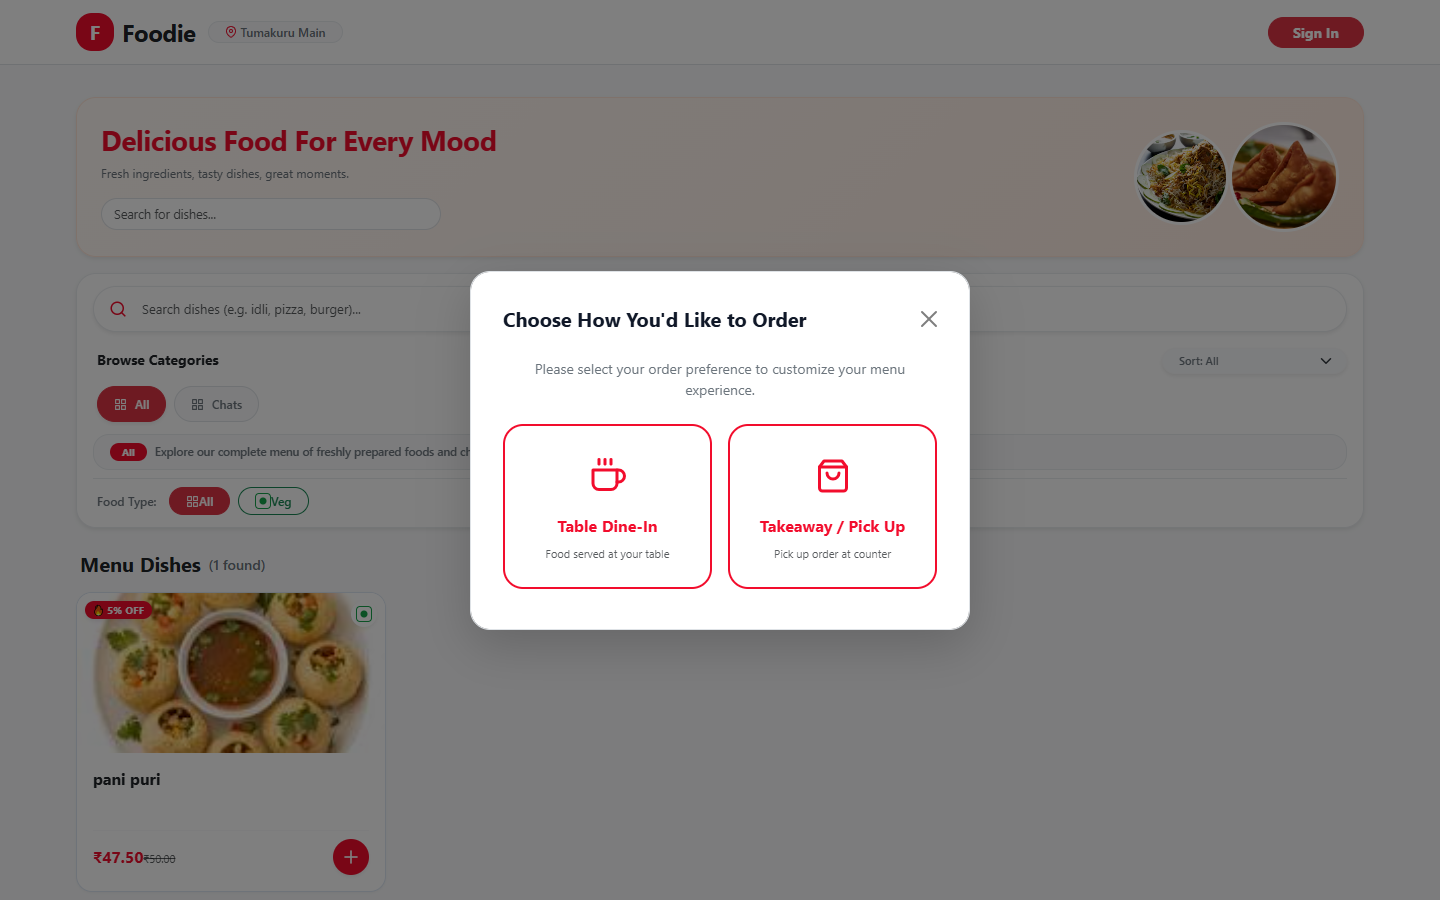 F Foodie Tumakuru Main Sign In
Delicious Food For Every Mood
Fresh ingredients, tasty dishes, great moments.
Search for dishes...
Search dishes (e.g. idli, pizza, burger)...
Browse Categories
Sort: All
All Chats
All Explore our complete menu of freshly prepared foods and ch
Food Type: All Veg
Menu Dishes (1 found)
5% OFF
pani puri
₹47.50 ₹50.00
Choose How You'd Like to Order
Please select your order preference to customize your menu
experience.
Table Dine-In
Food served at your table
Takeaway / Pick Up
Pick up order at counter